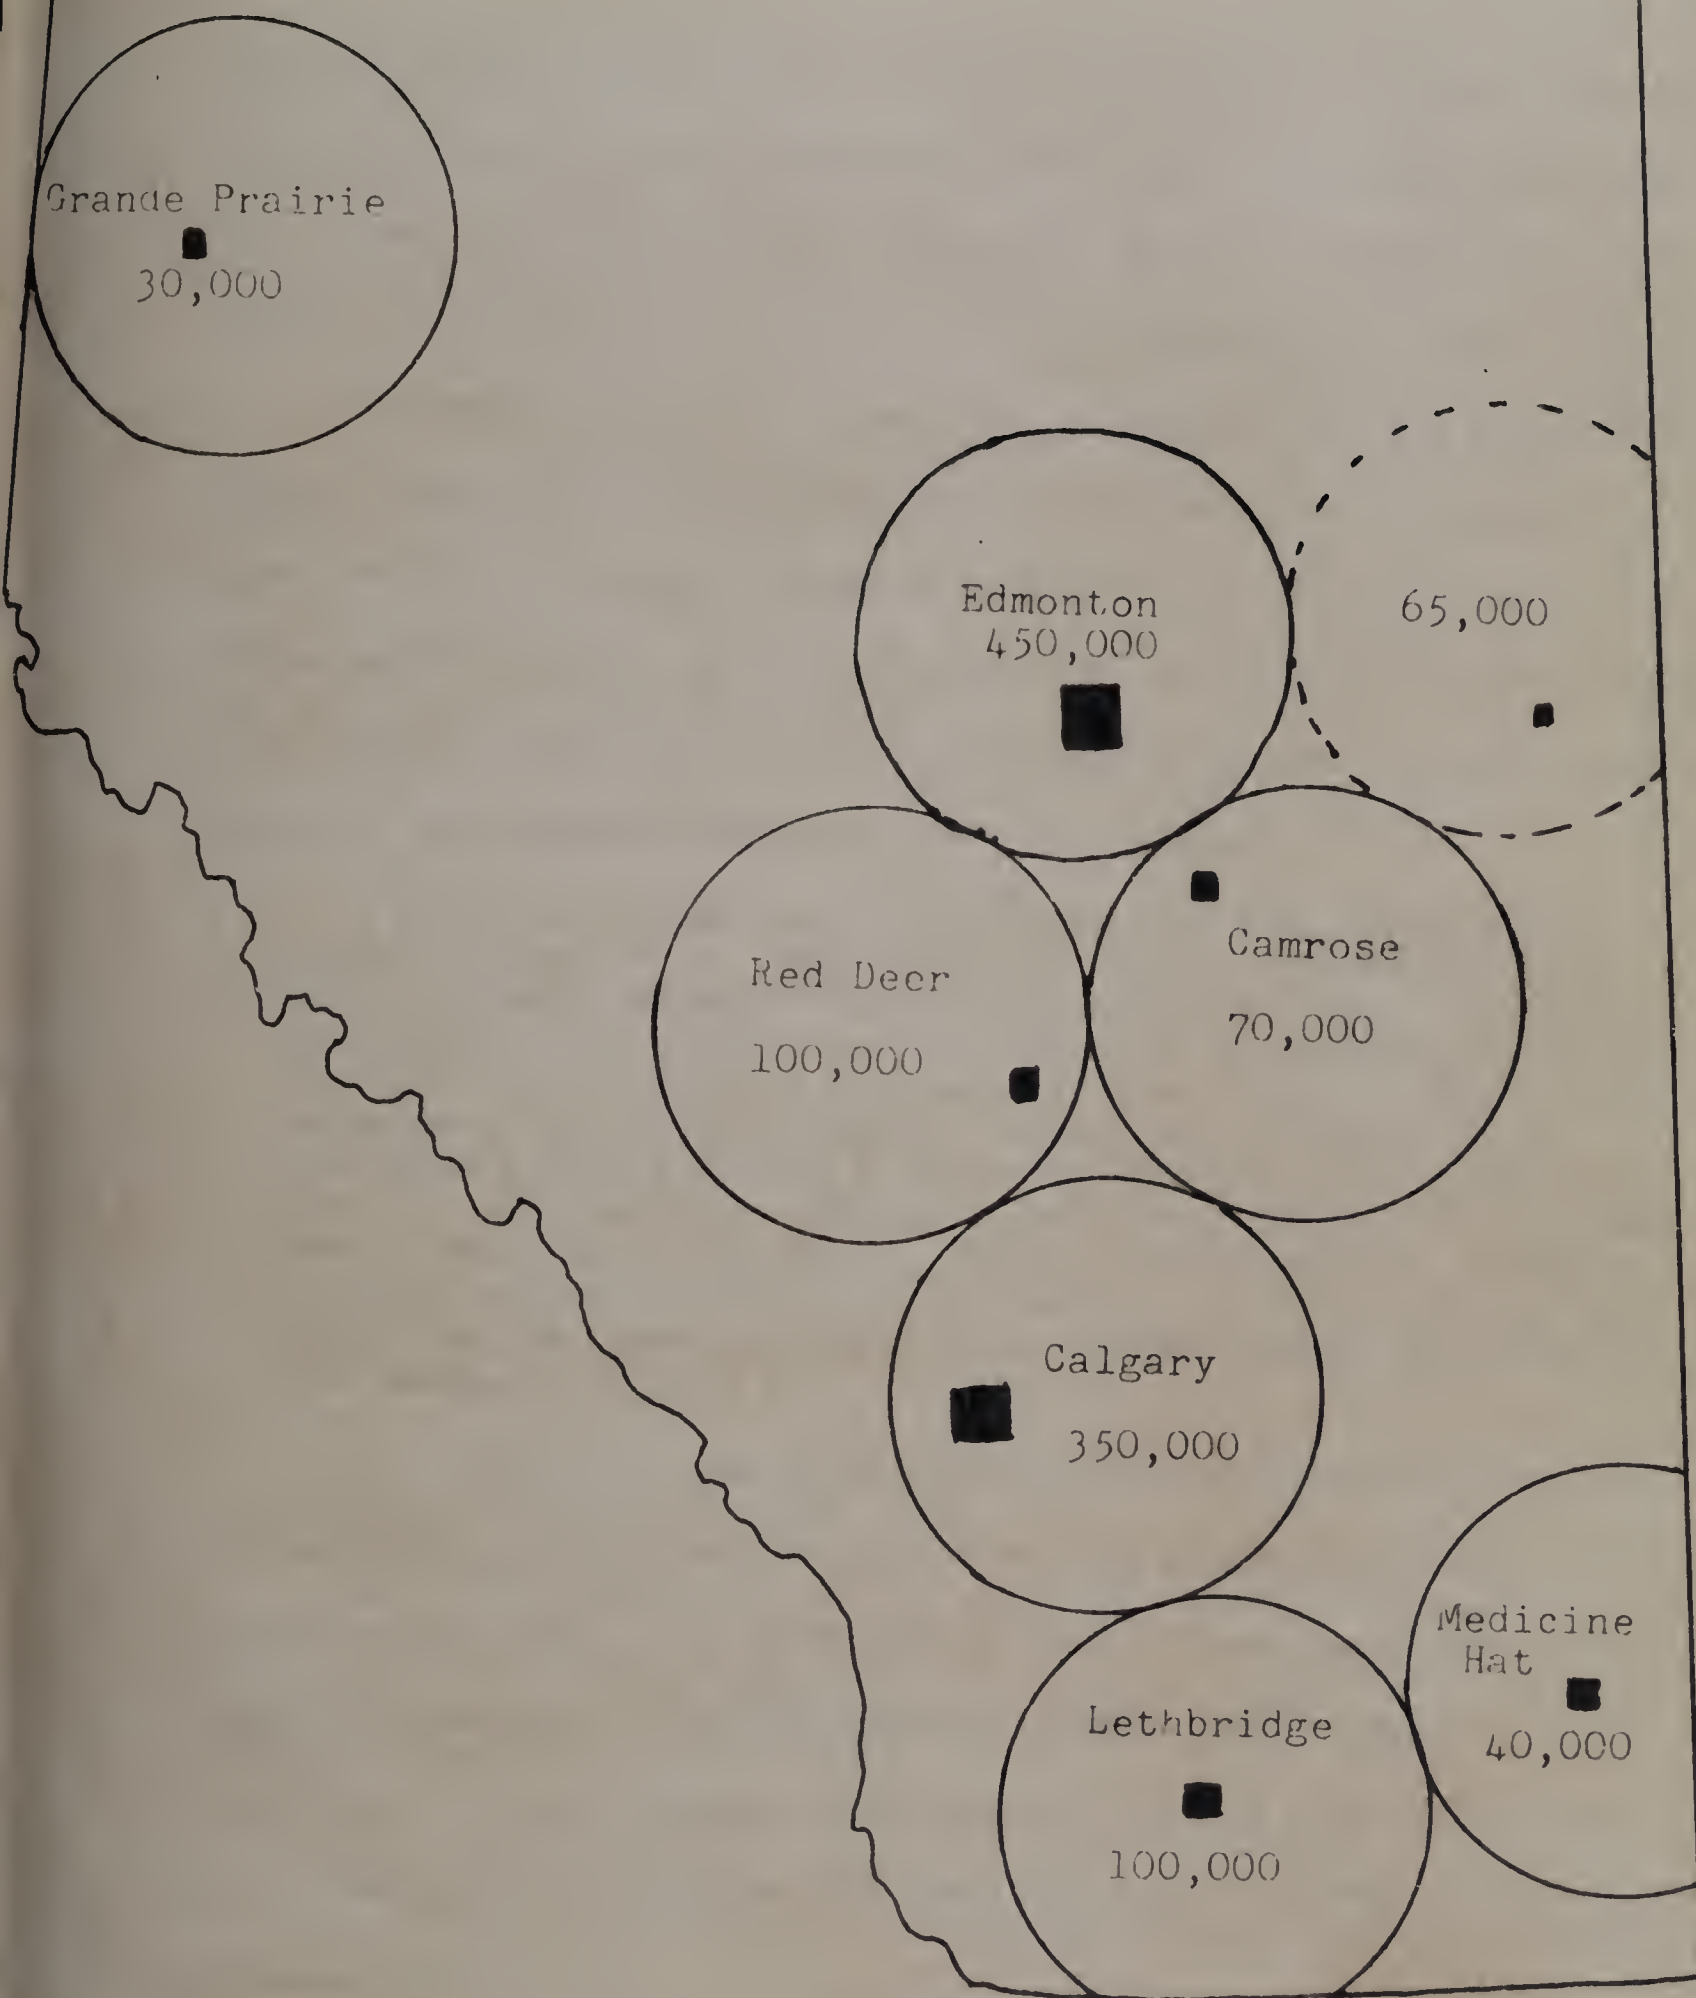 Grande Prairie
30,000
Edmonton
450,000
65,000
Camrose
70,000
Red Deer
100,000
Calgary
350,000
Medicine
Hat
40,000
Lethbridge
100,000